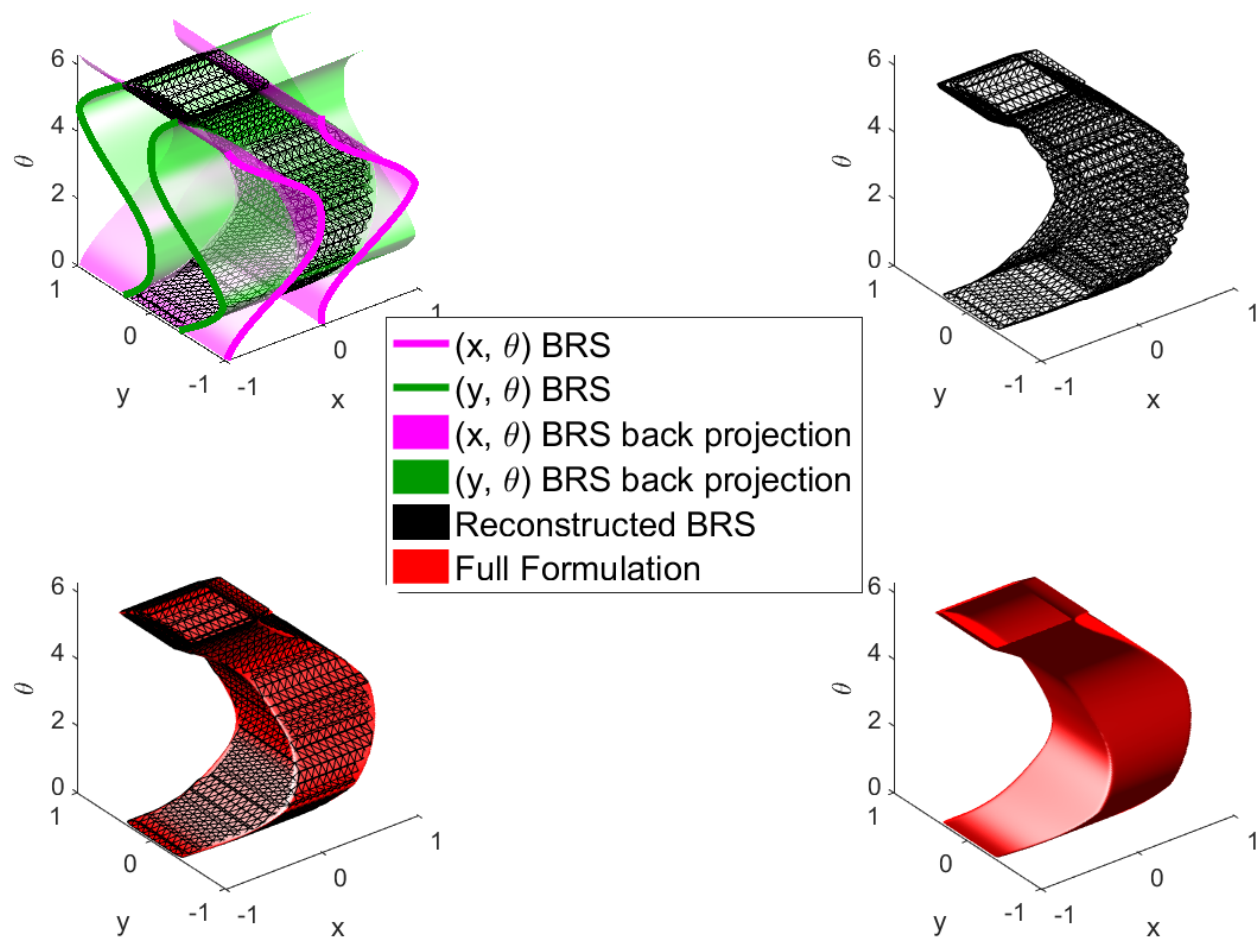 6
4
θ
2
0
1
0
y
-1
-1
0
x
1
6
4
θ
2
0
1
0
y
-1
-1
0
x
1
(x, θ) BRS
(y, θ) BRS
(x, θ) BRS back projection
(y, θ) BRS back projection
Reconstructed BRS
Full Formulation
6
4
θ
2
0
1
0
y
-1
-1
0
x
1
6
4
θ
2
0
1
0
y
-1
-1
0
x
1